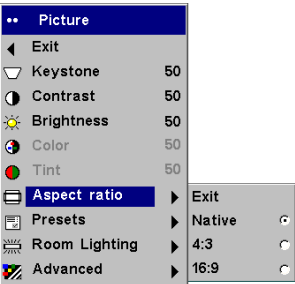 Picture
Exit
Keystone 50
Contrast 50
Brightness 50
Color 50
Tint 50
Aspect ratio
Presets
Room Lighting
Advanced
Exit
Native
4:3
16:9